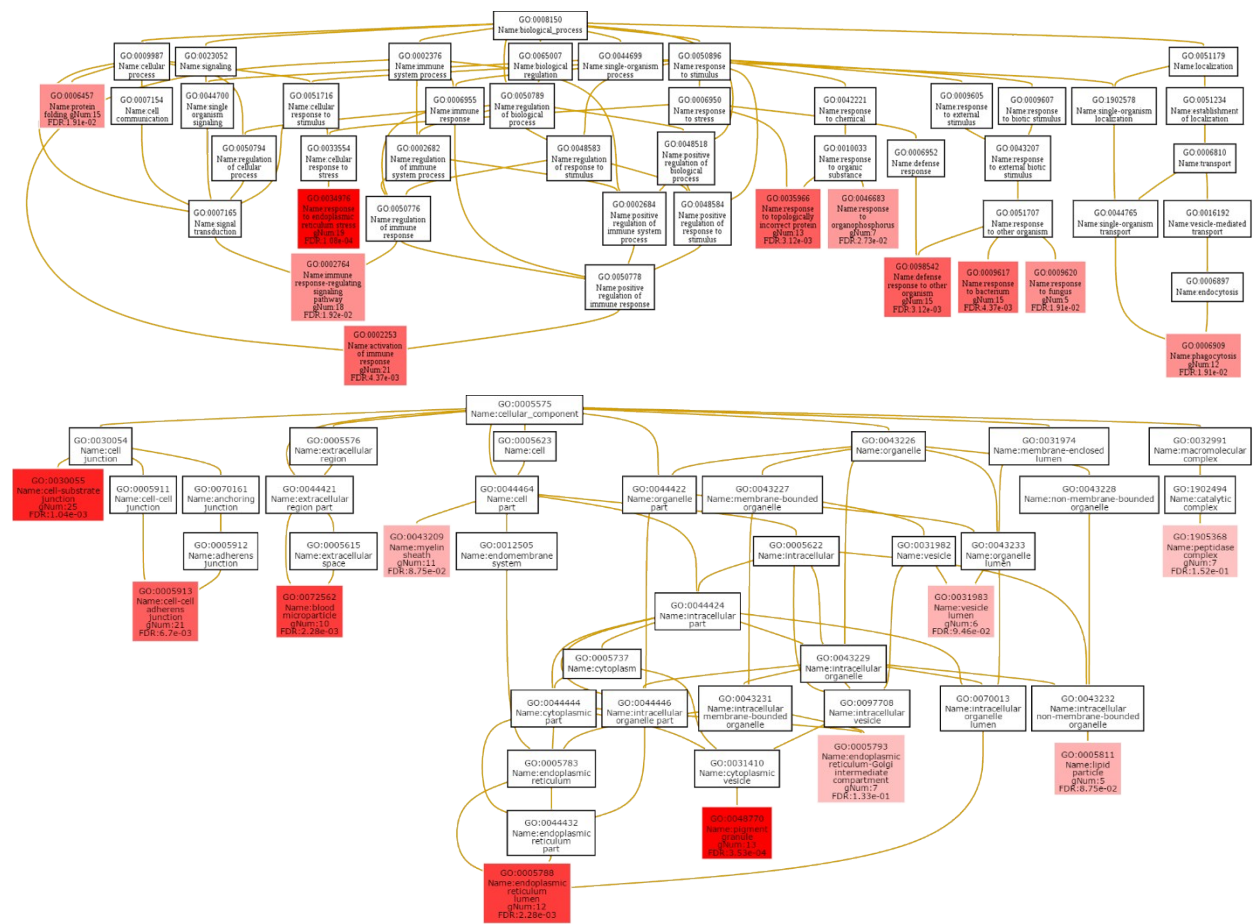 GO:0008150
Name:biological_process
GO:0009987
Name:cellular
process
GO:0023052
Name:signaling
GO:0002376
Name:immune
system process
GO:0065007
Name:biological
regulation
GO:0044699
Name:single-organism
process
GO:0050896
Name:response
to stimulus
GO:0051179
Name:localization
GO:0006457
Name:protein
folding gNum:15
FDR:1.91e-02
GO:0007154
Name:cell
communication
GO:0044700
Name:single
organism
signaling
GO:0051716
Name:cellular
response to
stimulus
GO:0006955
Name:immune
response
GO:0050789
Name:regulation
of biological
process
GO:0006950
Name:response
to stress
GO:0042221
Name:response
to chemical
GO:0009605
Name:response
to external
stimulus
GO:0009607
Name:response
to biotic stimulus
GO:1902578
Name:single-organism
localization
GO:0051234
Name:establishment
of localization
GO:0050794
Name:regulation
of cellular
process
GO:0033554
Name:cellular
response to
stress
GO:0002682
Name:regulation
of immune
system process
GO:0048583
Name:regulation
of response to
stimulus
GO:0048518
Name:positive
regulation of
biological
process
GO:0010033
Name:response
to organic
substance
GO:0006952
Name:defense
response
GO:0043207
Name:response
to external
biotic
stimulus
GO:0006810
Name:transport
GO:0007165
Name:signal
transduction
GO:0034976
Name:response
to endoplasmic
reticulum stress
gNum:19
FDR:1.08e-04
GO:0050776
Name:regulation
of immune
response
GO:0002684
Name:positive
regulation of
immune system
process
GO:0048584
Name:positive
regulation of
response to
stimulus
GO:0035966
Name:response
to topologically
incorrect protein
gNum:13
FDR:3.12e-03
GO:0046683
Name:response
to
organophosphorus
gNum:7
FDR:2.73e-02
GO:0051707
Name:response
to other organism
GO:0044765
Name:single-organism
transport
GO:0016192
Name:vesicle-mediated
transport
GO:0002764
Name:immune
response-regulating
signaling
pathway
gNum:18
FDR:1.92e-02
GO:0050778
Name:positive
regulation of
immune response
GO:0098542
Name:defense
response to other
organism
gNum:15
FDR:3.12e-03
GO:0009617
Name:response
to bacterium
gNum:15
FDR:4.37e-03
GO:0009620
Name:response
to fungus
gNum:5
FDR:1.91e-02
GO:0006897
Name:endocytosis
GO:0002253
Name:activation
of immune
response
gNum:21
FDR:4.37e-03
GO:0006909
Name:phagocytosis
gNum:12
FDR:1.91e-02
GO:0005575
Name:cellular_component
GO:0030054
Name:cell
junction
GO:0005576
Name:extracellular
region
GO:0005623
Name:cell
GO:0043226
Name:organelle
GO:0031974
Name:membrane-enclosed
lumen
GO:0032991
Name:macromolecular
complex
GO:0030055
Name:cell-substrate
junction
gNum:25
FDR:1.04e-03
GO:0005911
Name:cell-cell
junction
GO:0070161
Name:anchoring
junction
GO:0044421
Name:extracellular
region part
GO:0044464
Name:cell
part
GO:0044422
Name:organelle
part
GO:0043227
Name:membrane-bounded
organelle
GO:0043228
Name:non-membrane-bounded
organelle
GO:1902494
Name:catalytic
complex
GO:0005912
Name:adherens
junction
GO:0005615
Name:extracellular
space
GO:0043209
Name:myelin
sheath
gNum:11
FDR:8.75e-02
GO:0012505
Name:endomembrane
system
GO:0005622
Name:intracellular
GO:0031982
Name:vesicle
GO:0043233
Name:organelle
lumen
GO:1905368
Name:peptidase
complex
gNum:7
FDR:1.52e-01
GO:0005913
Name:cell-cell
adherens
junction
gNum:21
FDR:6.7e-03
GO:0072562
Name:blood
microparticle
gNum:10
FDR:2.28e-03
GO:0044424
Name:intracellular
part
GO:0031983
Name:vesicle
lumen
gNum:6
FDR:9.46e-02
GO:0005737
Name:cytoplasm
GO:0043229
Name:intracellular
organelle
GO:0044444
Name:cytoplasmic
part
GO:0044446
Name:intracellular
organelle part
GO:0043231
Name:intracellular
membrane-bounded
organelle
GO:0097708
Name:intracellular
vesicle
GO:0070013
Name:intracellular
organelle
lumen
GO:0043232
Name:intracellular
non-membrane-bounded
organelle
GO:0005783
Name:endoplasmic
reticulum
GO:0031410
Name:cytoplasmic
vesicle
GO:0005793
Name:endoplasmic
reticulum-Golgi
intermediate
compartment
gNum:7
FDR:1.33e-01
GO:0005811
Name:lipid
particle
gNum:5
FDR:8.75e-02
GO:0044432
Name:endoplasmic
reticulum
part
GO:0048770
Name:pigment
granule
gNum:13
FDR:3.53e-04
GO:0005788
Name:endoplasmic
reticulum
lumen
gNum:12
FDR:2.28e-03